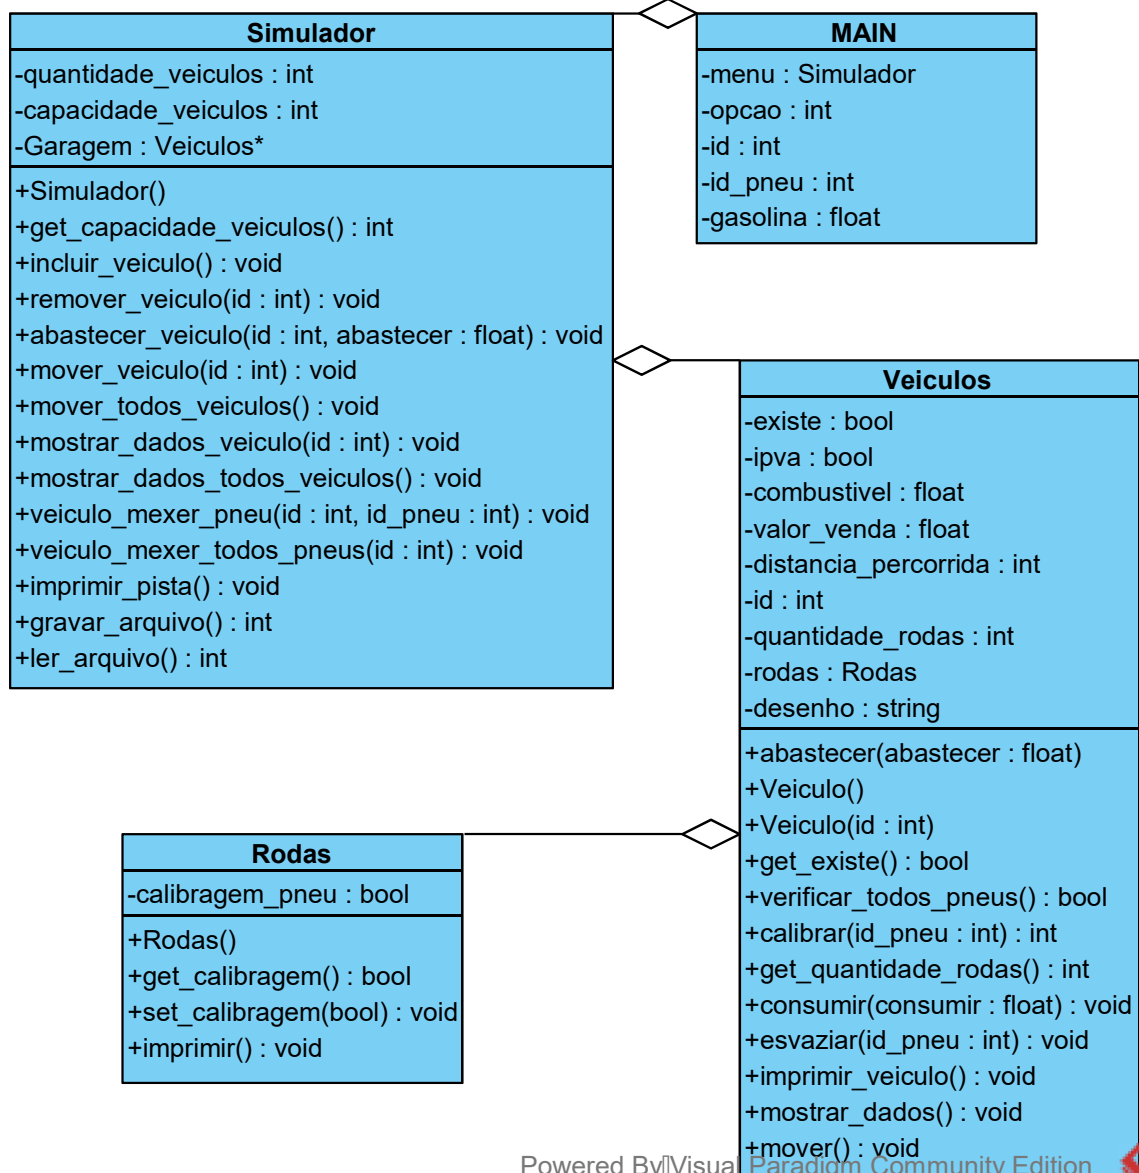 Simulador
-quantidade_veiculos : int
-capacidade_veiculos : int
-Garagem : Veiculos*
+Simulador()
+get_capacidade_veiculos() : int
+incluir_veiculo() : void
+remover_veiculo(id : int) : void
+abastecer_veiculo(id : int, abastecer : float) : void
+mover_veiculo(id : int) : void
+mover_todos_veiculos() : void
+mostrar_dados_veiculo(id : int) : void
+mostrar_dados_todos_veiculos() : void
+veiculo_mexer_pneu(id : int, id_pneu : int) : void
+veiculo_mexer_todos_pneus(id : int) : void
+imprimir_pista() : void
+gravar_arquivo() : int
+ler_arquivo() : int
MAIN
-menu : Simulador
-opcao : int
-id : int
-id_pneu : int
-gasolina : float
Veiculos
-existe : bool
-ipva : bool
-combustivel : float
-valor_venda : float
-distancia_percorrida : int
-id : int
-quantidade_rodas : int
-rodas : Rodas
-desenho : string
+abastecer(abastecer : float)
+Veiculo()
+Veiculo(id : int)
+get_existe() : bool
+verificar_todos_pneus() : bool
+calibrar(id_pneu : int) : int
+get_quantidade_rodas() : int
+consumir(consumir : float) : void
+esvaziar(id_pneu : int) : void
+imprimir_veiculo() : void
+mostrar_dados() : void
+mover() : void
Rodas
-calibragem_pneu : bool
+Rodas()
+get_calibragem() : bool
+set_calibragem(bool) : void
+imprimir() : void
Powered By Visual Paradigm Community Edition